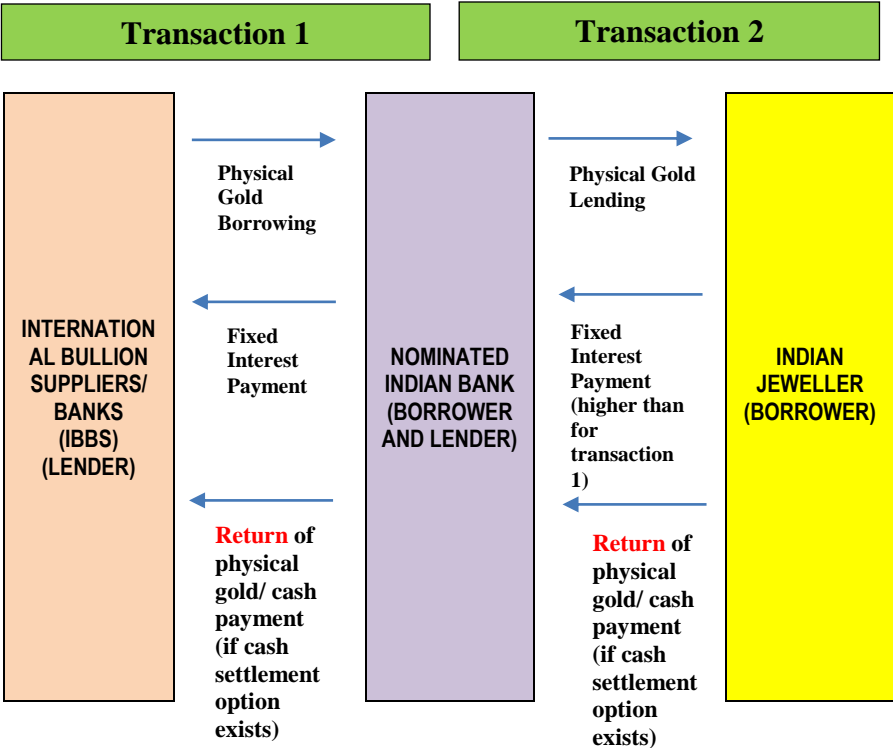 Transaction 1
Transaction 2
INTERNATION
AL BULLION
SUPPLIERS/
BANKS
(IBBS)
(LENDER)
Physical
Gold
Borrowing
Fixed
Interest
Payment
Return of
physical
gold/ cash
payment
(if cash
settlement
option
exists)
NOMINATED
INDIAN BANK
(BORROWER
AND LENDER)
Physical Gold
Lending
Fixed
Interest
Payment
(higher than
for
transaction
1)
Return of
physical
gold/ cash
payment
(if cash
settlement
option
exists)
INDIAN
JEWELLER
(BORROWER)